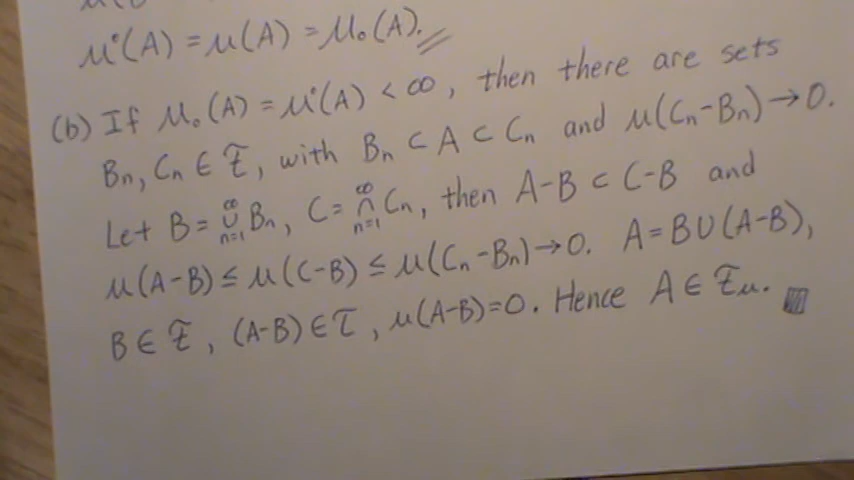 μ*(A) = μ(A) = μ₀(A).
(b) If μ₀(A) = μ*(A) < ∞, then there are sets
Bn, Cn ∈ Ƒ, with Bn ⊂ A ⊂ Cn and μ(Cn-Bn) → 0.
Let B = ∪_{n=1}^{∞} Bn, C = ∩_{n=1}^{∞} Cn, then A-B ⊂ C-B and
μ(A-B) ≤ μ(C-B) ≤ μ(Cn-Bn) → 0. A = B∪(A-B),
B ∈ Ƒ, (A-B) ∈ τ, μ(A-B)=0. Hence A ∈ Ƒμ.